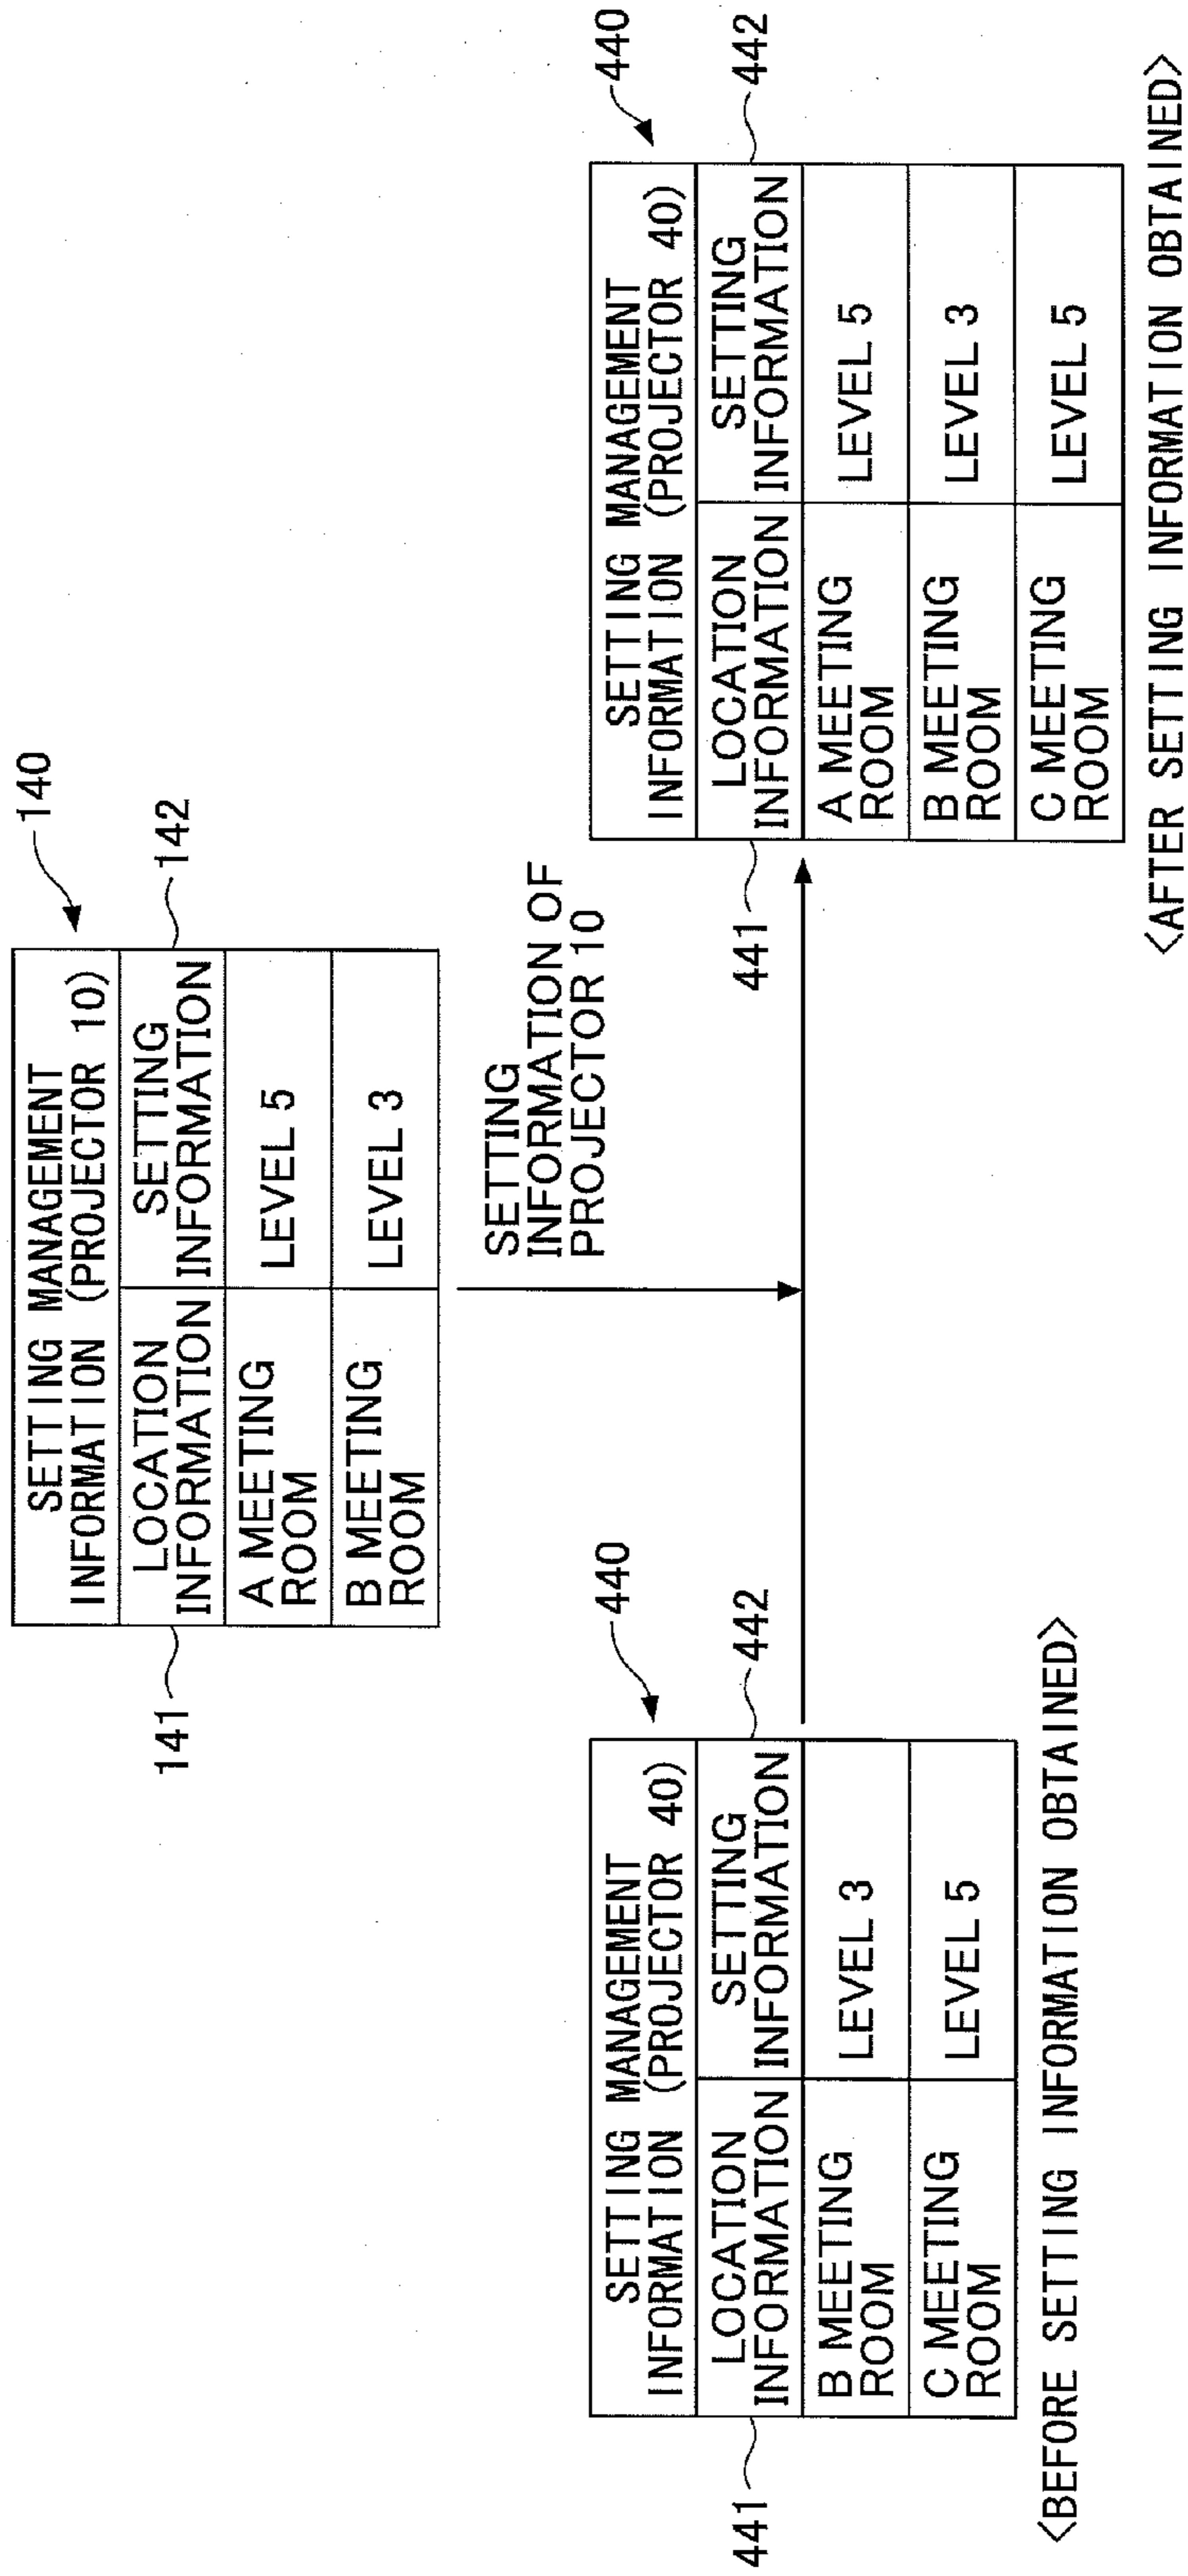 140
SETTING MANAGEMENT
INFORMATION (PROJECTOR 10)
141
142
LOCATION
INFORMATION
SETTING
INFORMATION
A MEETING
ROOM
LEVEL 5
B MEETING
ROOM
LEVEL 3
SETTING
INFORMATION OF
PROJECTOR 10
440
SETTING MANAGEMENT
INFORMATION (PROJECTOR 40)
441
442
LOCATION
INFORMATION
SETTING
INFORMATION
B MEETING
ROOM
LEVEL 3
C MEETING
ROOM
LEVEL 5
<BEFORE SETTING INFORMATION OBTAINED>
440
SETTING MANAGEMENT
INFORMATION (PROJECTOR 40)
441
442
LOCATION
INFORMATION
SETTING
INFORMATION
A MEETING
ROOM
LEVEL 5
B MEETING
ROOM
LEVEL 3
C MEETING
ROOM
LEVEL 5
<AFTER SETTING INFORMATION OBTAINED>